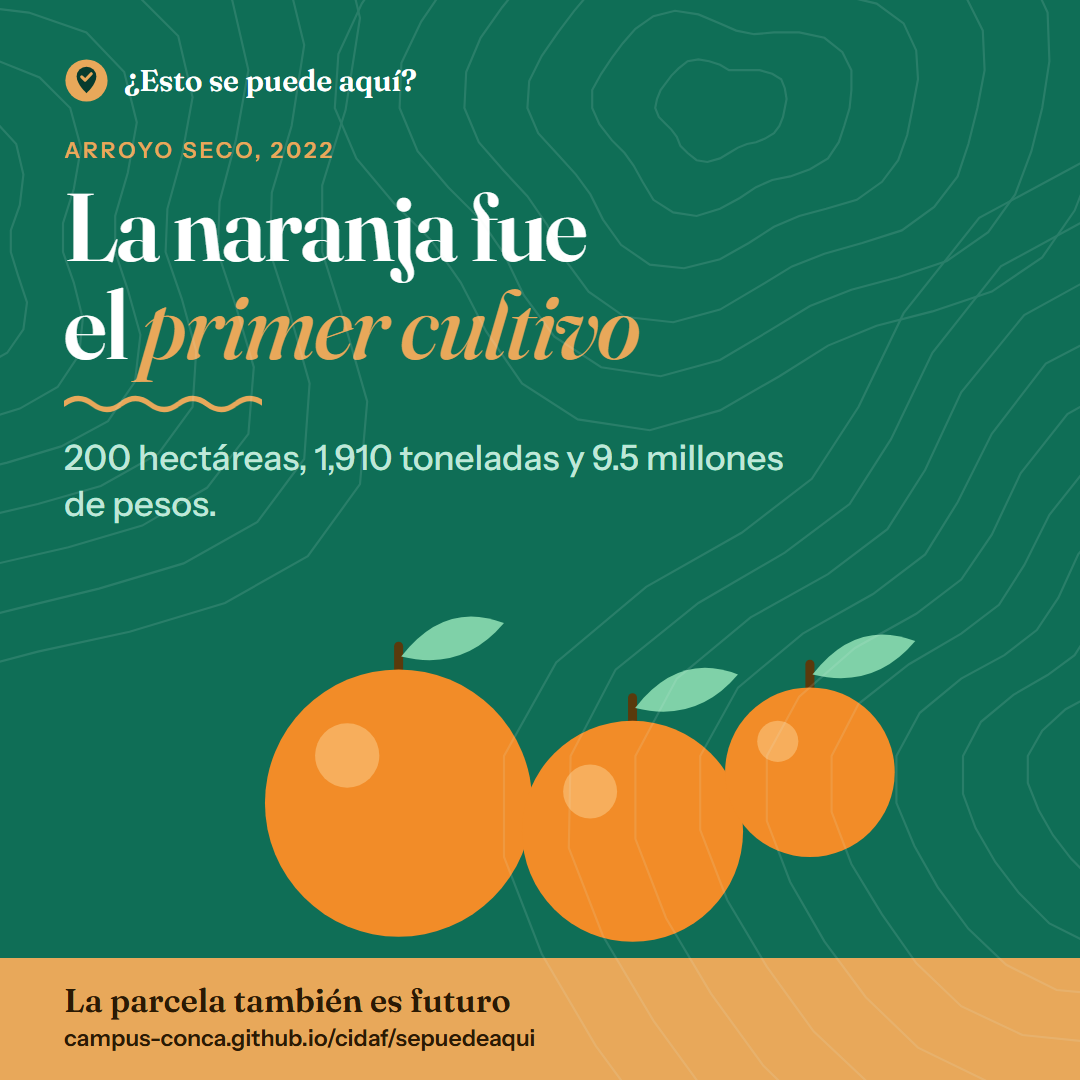 ¿Esto se puede aquí?
ARROYO SECO, 2022
La naranja fue
el primer cultivo
200 hectáreas, 1,910 toneladas y 9.5 millones
de pesos.
La parcela también es futuro
campus-conca.github.io/cidaf/sepuedeaqui